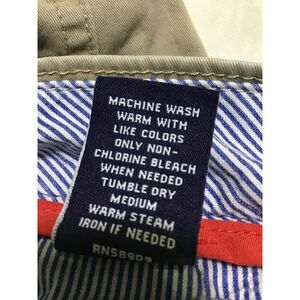 MACHINE WASH
WARM WITH
LIKE COLORS
ONLY NON-
CHLORINE BLEACH
WHEN NEEDED
TUMBLE DRY
MEDIUM
WARM STEAM
IRON IF NEEDED
RN58909